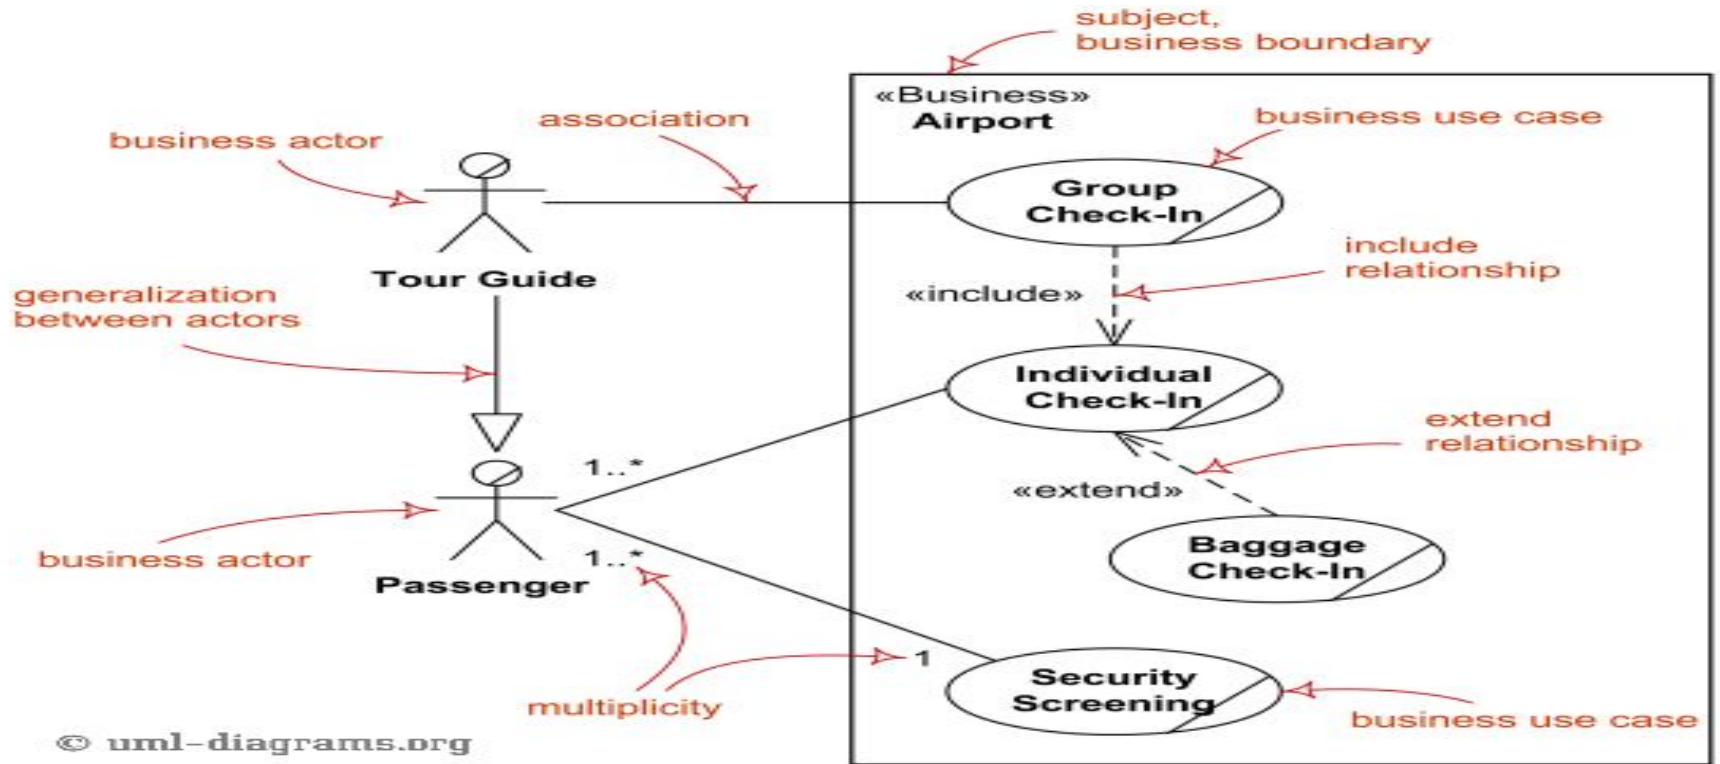 subject,
business boundary
«Business»
Airport
business use case
association
business actor
Group
Check-In
Tour Guide
include
relationship
«include»
generalization
between actors
Individual
Check-In
extend
relationship
1..*
«extend»
business actor
1..*
Passenger
Baggage
Check-In
1
multiplicity
Security
Screening
business use case
© uml-diagrams.org